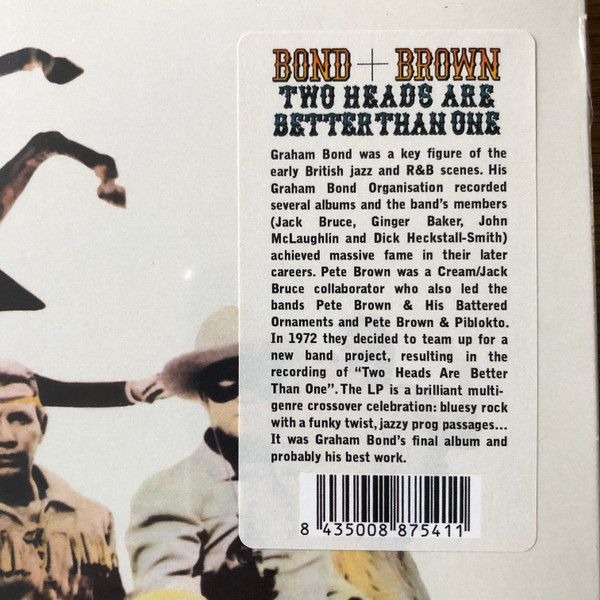 BOND + BROWN
TWO HEADS ARE
BETTER THAN ONE
Graham Bond was a key figure of the
early British jazz and R&B scenes. His
Graham Bond Organisation recorded
several albums and the band's members
(Jack Bruce, Ginger Baker, John
McLaughlin and Dick Heckstall-Smith)
achieved massive fame in their later
careers. Pete Brown was a Cream/Jack
Bruce collaborator who also led the
bands Pete Brown & His Battered
Ornaments and Pete Brown & Piblokto.
In 1972 they decided to team up for a
new band project, resulting in the
recording of “Two Heads Are Better
Than One”. The LP is a brilliant multi-
genre crossover celebration: bluesy rock
with a funky twist, jazzy prog passages...
It was Graham Bond's final album and
probably his best work.
8 435008 875411